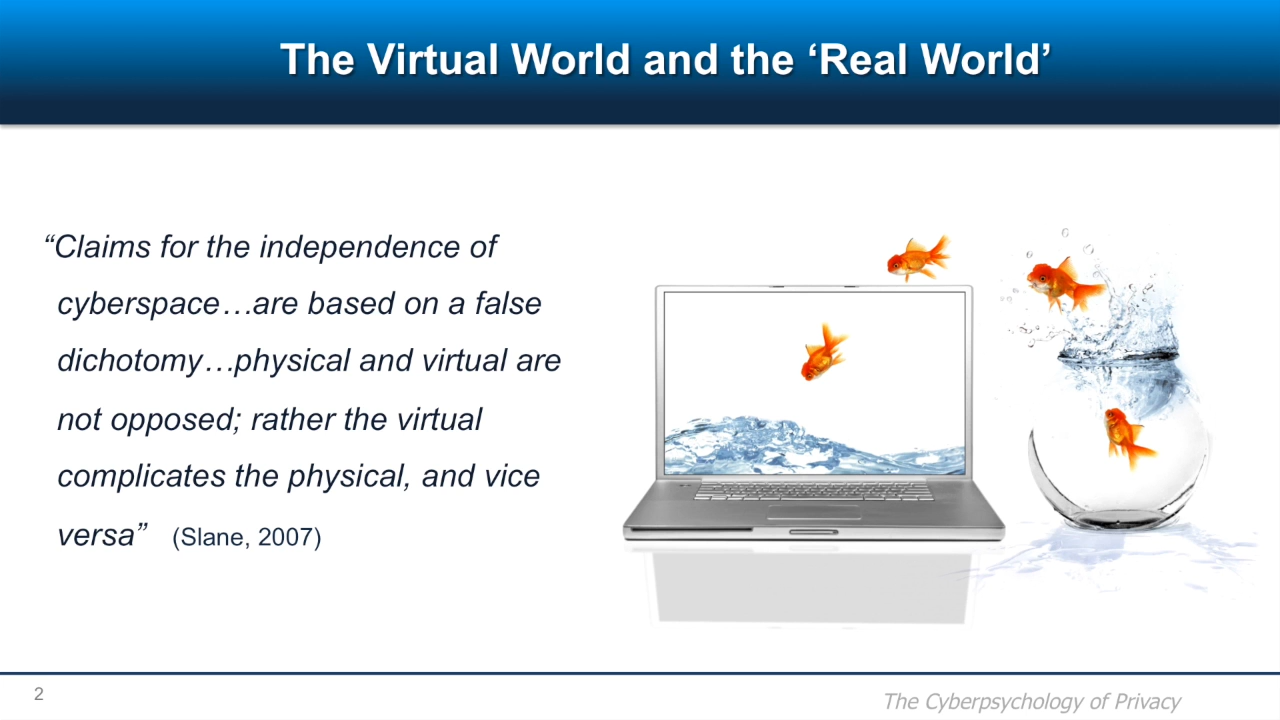 The Virtual World and the ‘Real World’
“Claims for the independence of
cyberspace…are based on a false
dichotomy…physical and virtual are
not opposed; rather the virtual
complicates the physical, and vice
versa” (Slane, 2007)
2
The Cyberpsychology of Privacy